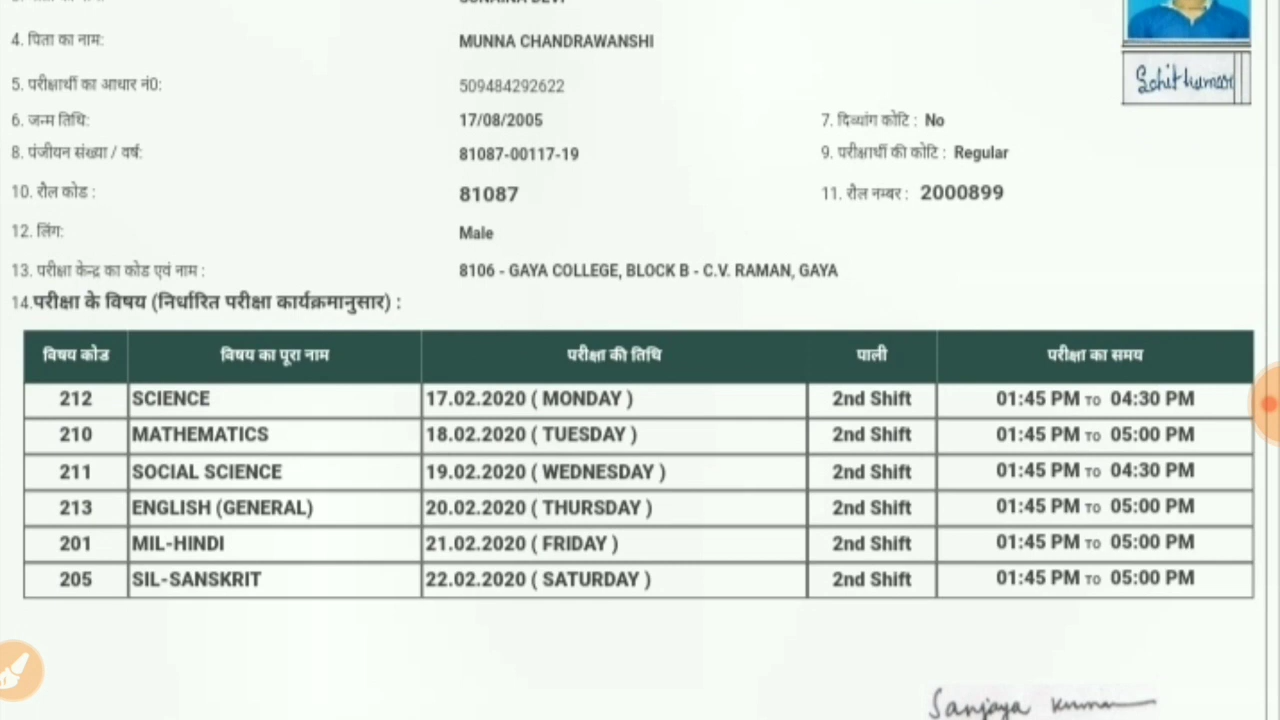 4. पिता का नाम: MUNNA CHANDRAWANSHI
5. परीक्षार्थी का आधार नं0: 509484292622
6. जन्म तिथि: 17/08/2005 7. दिव्यांग कोटि : No
8. पंजीयन संख्या / वर्ष: 81087-00117-19 9. परीक्षार्थी की कोटि : Regular
10. रौल कोड : 81087 11. रौल नम्बर : 2000899
12. लिंग: Male
13. परीक्षा केन्द्र का कोड एवं नाम : 8106 - GAYA COLLEGE, BLOCK B - C.V. RAMAN, GAYA
14.परीक्षा के विषय (निर्धारित परीक्षा कार्यक्रमानुसार) :
विषय कोड विषय का पूरा नाम परीक्षा की तिथि पाली परीक्षा का समय
212 SCIENCE 17.02.2020 ( MONDAY ) 2nd Shift 01:45 PM TO 04:30 PM
210 MATHEMATICS 18.02.2020 ( TUESDAY ) 2nd Shift 01:45 PM TO 05:00 PM
211 SOCIAL SCIENCE 19.02.2020 ( WEDNESDAY ) 2nd Shift 01:45 PM TO 04:30 PM
213 ENGLISH (GENERAL) 20.02.2020 ( THURSDAY ) 2nd Shift 01:45 PM TO 05:00 PM
201 MIL-HINDI 21.02.2020 ( FRIDAY ) 2nd Shift 01:45 PM TO 05:00 PM
205 SIL-SANSKRIT 22.02.2020 ( SATURDAY ) 2nd Shift 01:45 PM TO 05:00 PM
Sanjaya Kumar